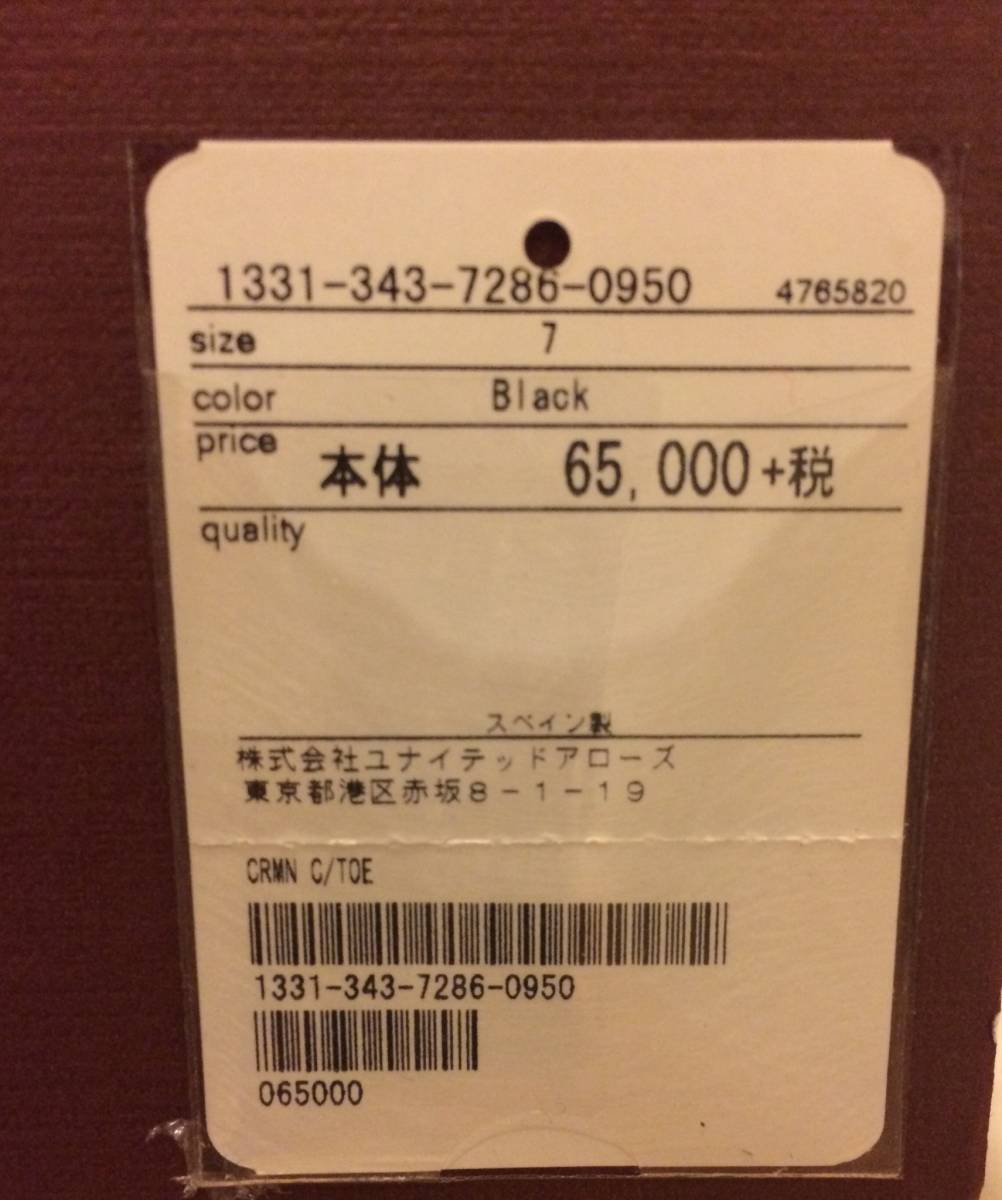 1331-343-7286-0950 4765820
size 7
color Black
price 本体 65,000+税
quality
スペイン製
株式会社ユナイテッドアローズ
東京都港区赤坂8-1-19
CRMN C/TOE
1331-343-7286-0950
065000